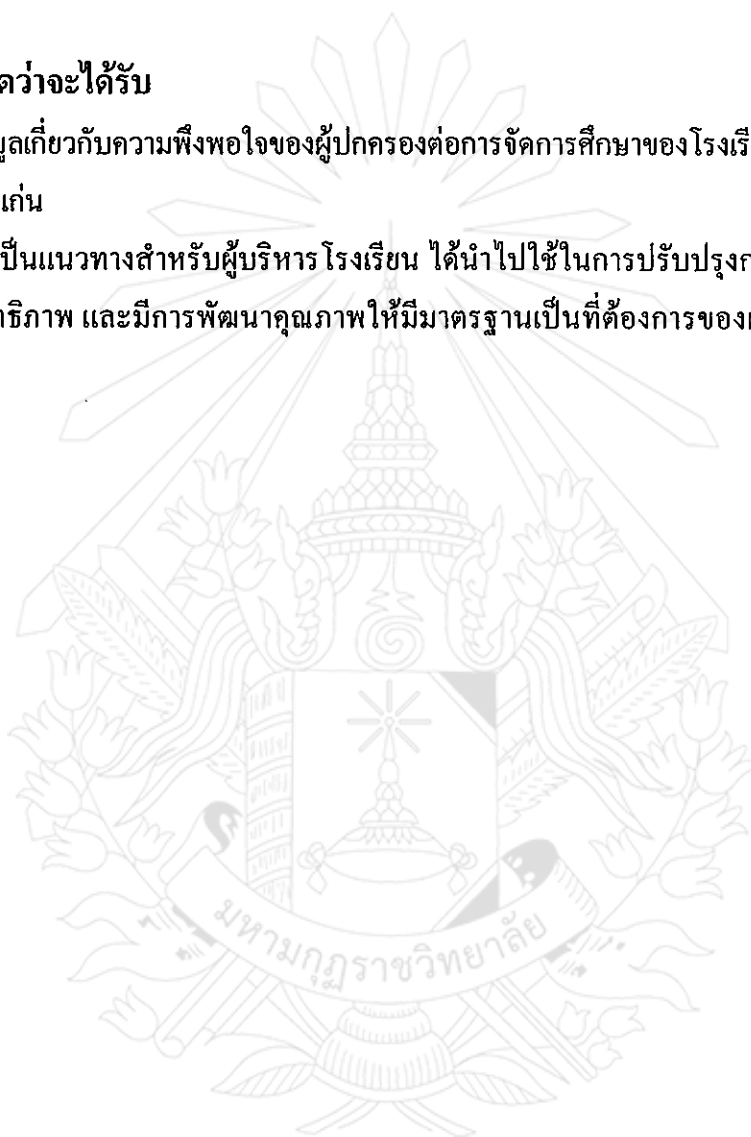 ดว่าจะได้รับ
มูลเกี่ยวกับความพึงพอใจของผู้ปกครองต่อการจัดการศึกษาของโรงเรี
แก่น
เป็นแนวทางสำหรับผู้บริหารโรงเรียน ได้นำไปใช้ในการปรับปรุงก
าธิภาพ และมีการพัฒนาคุณภาพให้มีมาตรฐานเป็นที่ต้องการของ
มหามกุฏราชวิทยาลัย